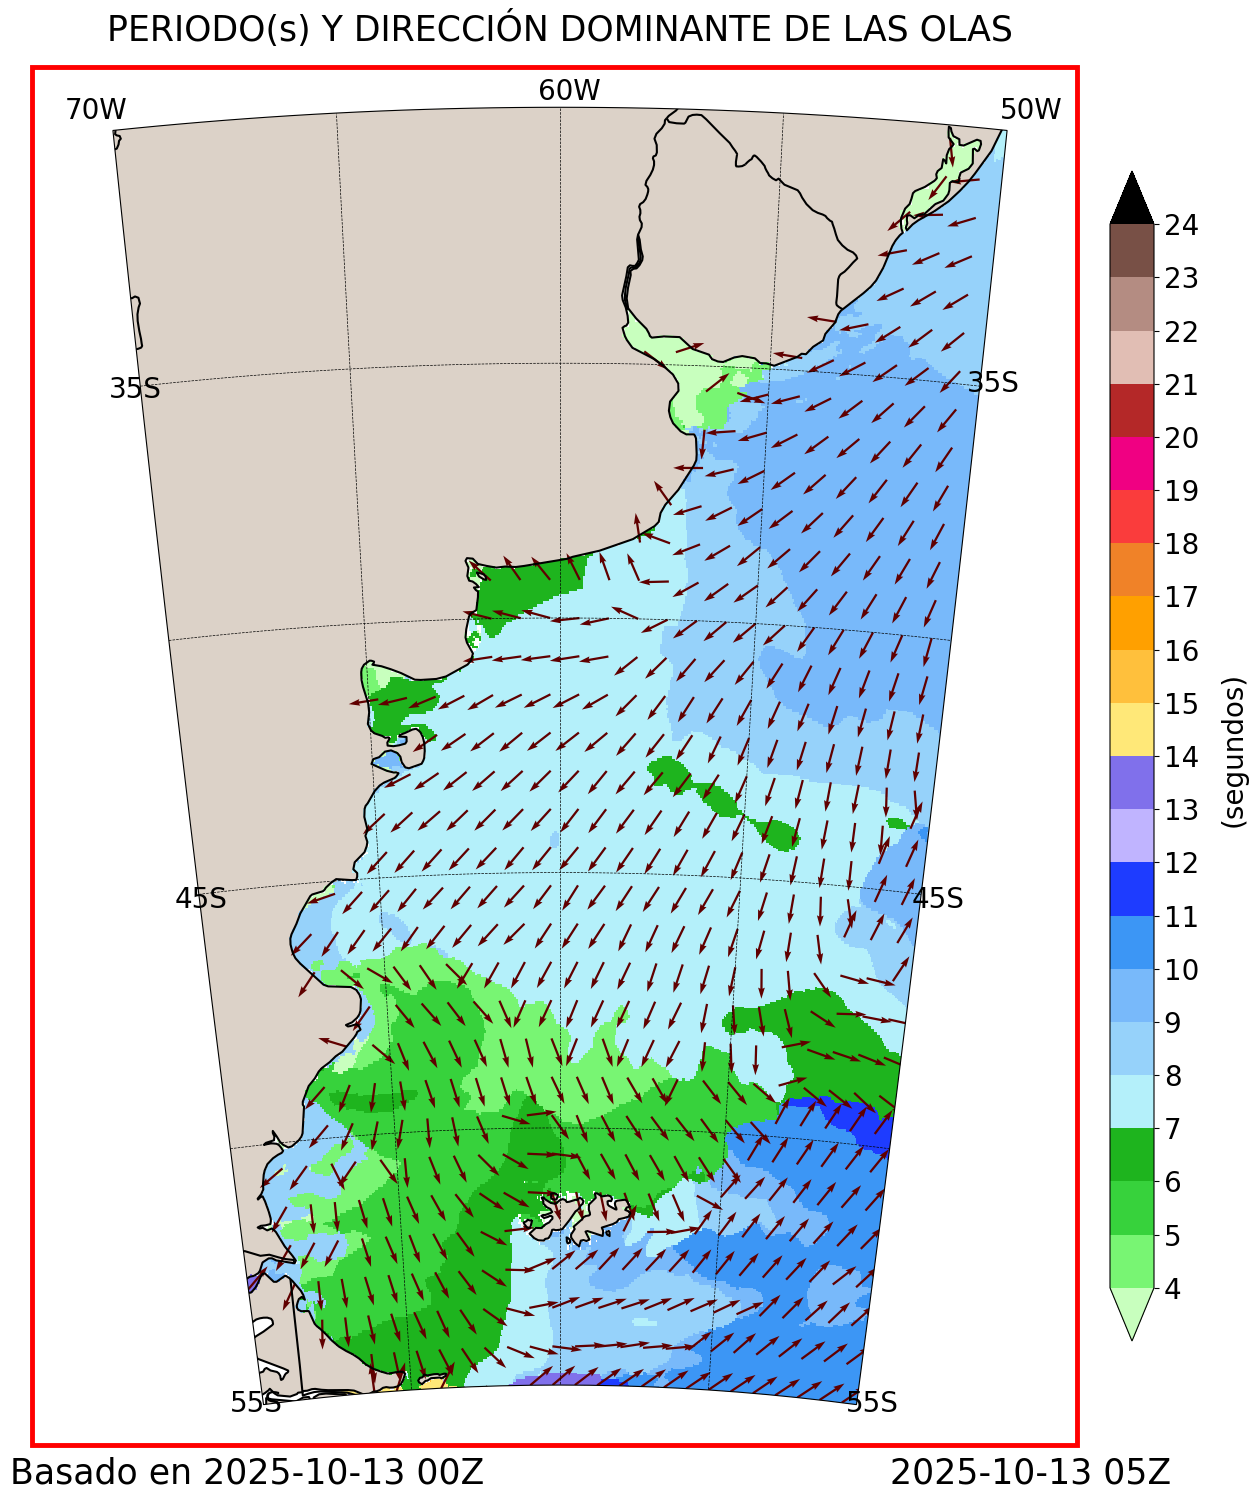 PERIODO(s) Y DIRECCIÓN DOMINANTE DE LAS OLAS
70W
60W
50W
35S
35S
45S
45S
55S
55S
24
23
22
21
20
19
18
17
16
15
14
13
12
11
10
9
8
7
6
5
4
(segundos)
Basado en 2025-10-13 00Z
2025-10-13 05Z